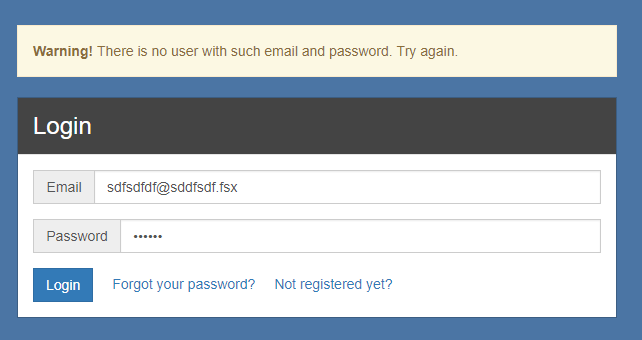 Warning! There is no user with such email and password. Try again.
Login
Email sdfsdfdf@sddfsdf.fsx
Password ••••••
Login Forgot your password? Not registered yet?